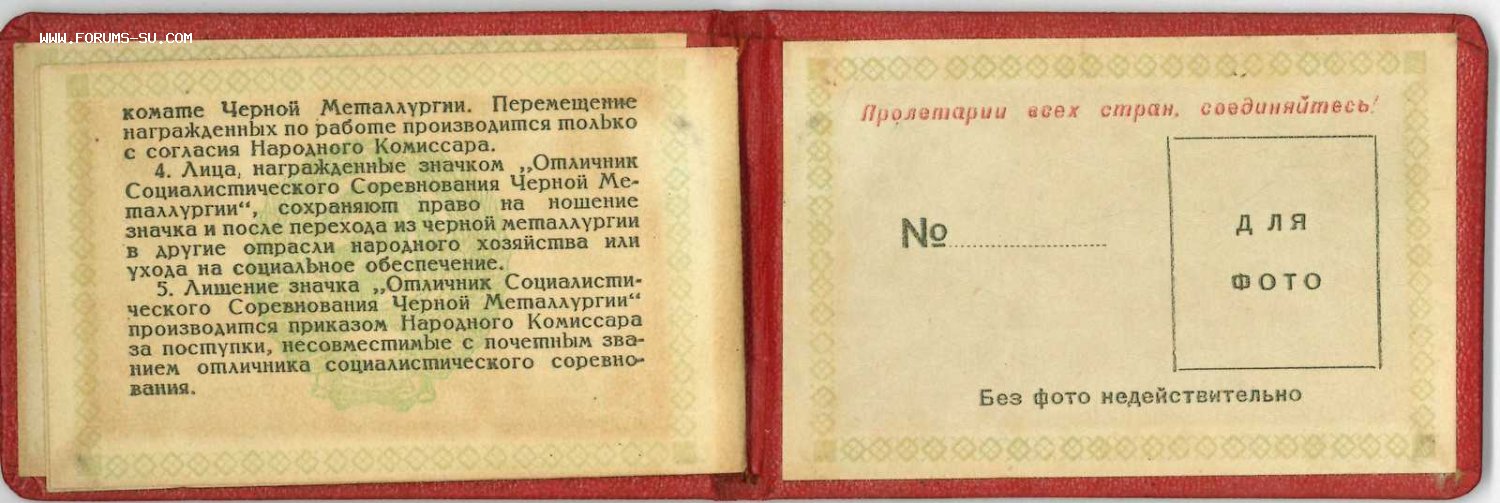 WWW.FORUMS-SU.COM
комате Черной Металлургии. Перемещение
награжденных по работе производится только
с согласия Народного Комиссара.
4. Лица, награжденные значком „Отличник
Социалистического Соревнования Черной Ме-
таллургии“, сохраняют право на ношение
значка и после перехода из черной металлургии
в другие отрасли народного хозяйства или
ухода на социальное обеспечение.
5. Лишение значка „Отличник Социалисти-
ческого Соревнования Черной Металлургии“
производится приказом Народного Комиссара
за поступки, несовместимые с почетным зва-
нием отличника социалистического соревно-
вания.
Пролетарии всех стран, соединяйтесь!
№
ДЛЯ
ФОТО
Без фото недействительно